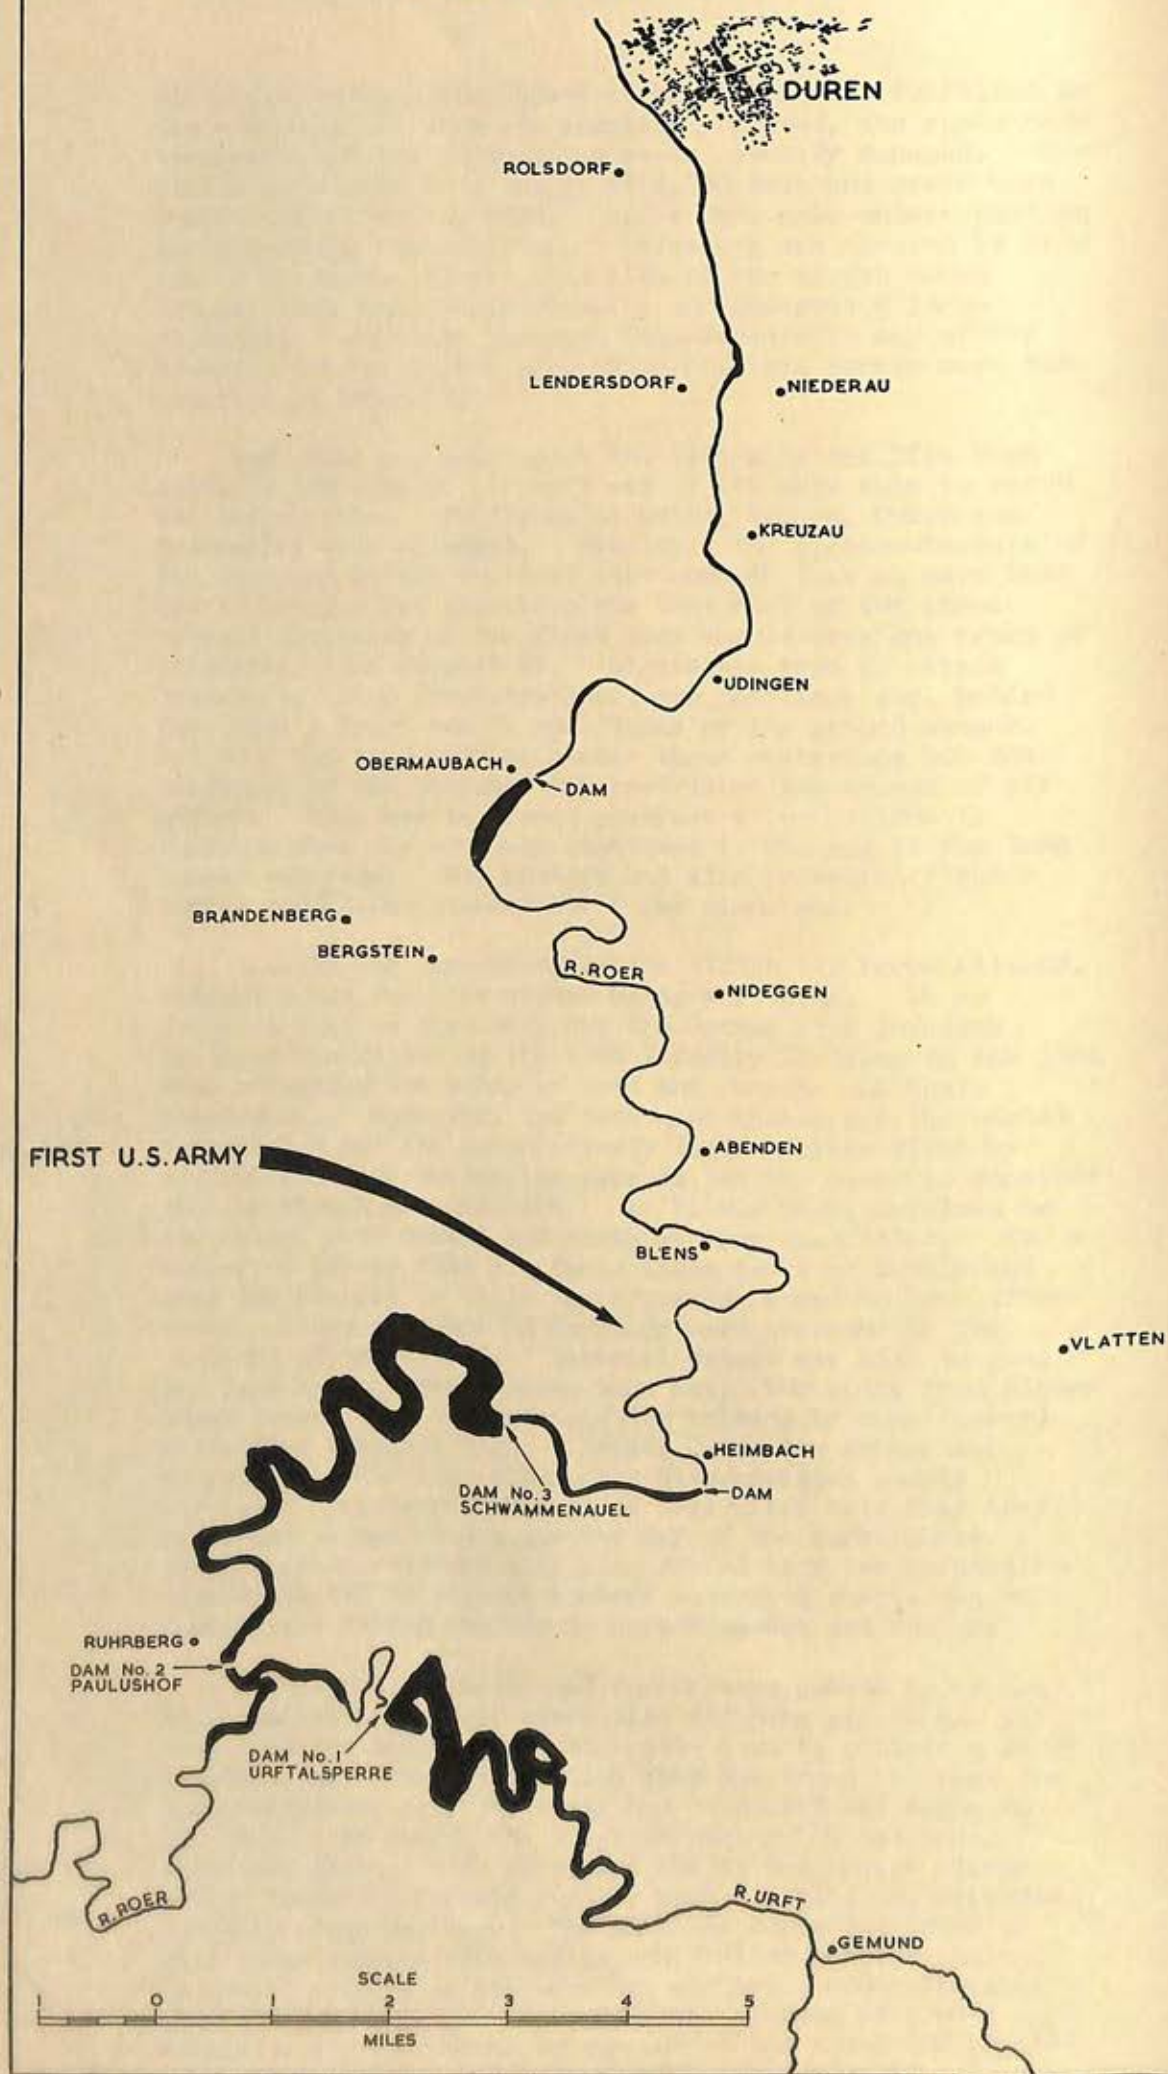 DUREN
ROLSDORF
LENDERSDORF
NIEDERAU
KREUZAU
UDINGEN
OBERMAUBACH
DAM
BRANDENBERG
BERGSTEIN
R.ROER
NIDEGGEN
ABENDEN
FIRST U.S. ARMY
BLENS
VLATTEN
HEIMBACH
DAM No. 3
SCHWAMMENAUEL
DAM
RUHRBERG
DAM No. 2
PAULUSHOF
DAM No. 1
URFTALSPERRE
R.ROER
R.URFT
GEMUND
SCALE
1 0 1 2 3 4 5
MILES